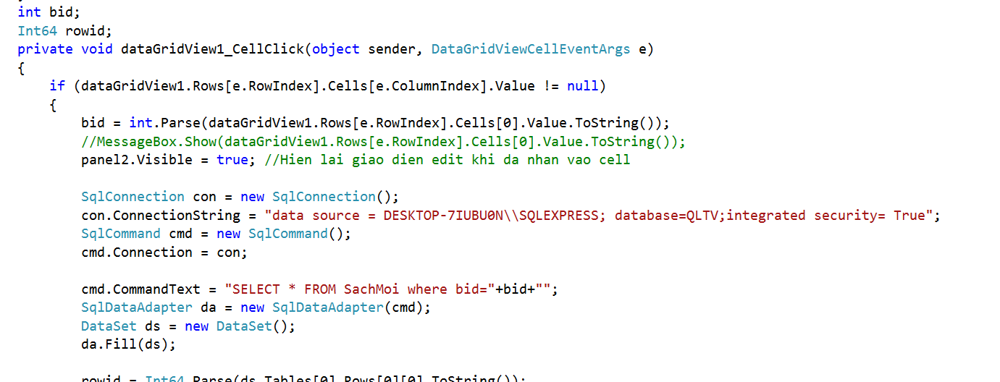 int bid;
Int64 rowid;
private void dataGridView1_CellClick(object sender, DataGridViewCellEventArgs e)
{
if (dataGridView1.Rows[e.RowIndex].Cells[e.ColumnIndex].Value != null)
{
bid = int.Parse(dataGridView1.Rows[e.RowIndex].Cells[0].Value.ToString());
//MessageBox.Show(dataGridView1.Rows[e.RowIndex].Cells[0].Value.ToString());
panel2.Visible = true; //Hien lai giao dien edit khi da nhan vao cell
SqlConnection con = new SqlConnection();
con.ConnectionString = "data source = DESKTOP-7IUBU0N\\SQLEXPRESS; database=QLTV;integrated security= True";
SqlCommand cmd = new SqlCommand();
cmd.Connection = con;
cmd.CommandText = "SELECT * FROM SachMoi where bid="+bid+"";
SqlDataAdapter da = new SqlDataAdapter(cmd);
DataSet ds = new DataSet();
da.Fill(ds);
rowid = Int64.Parse(ds.Tables[0].Rows[0][0].ToString());